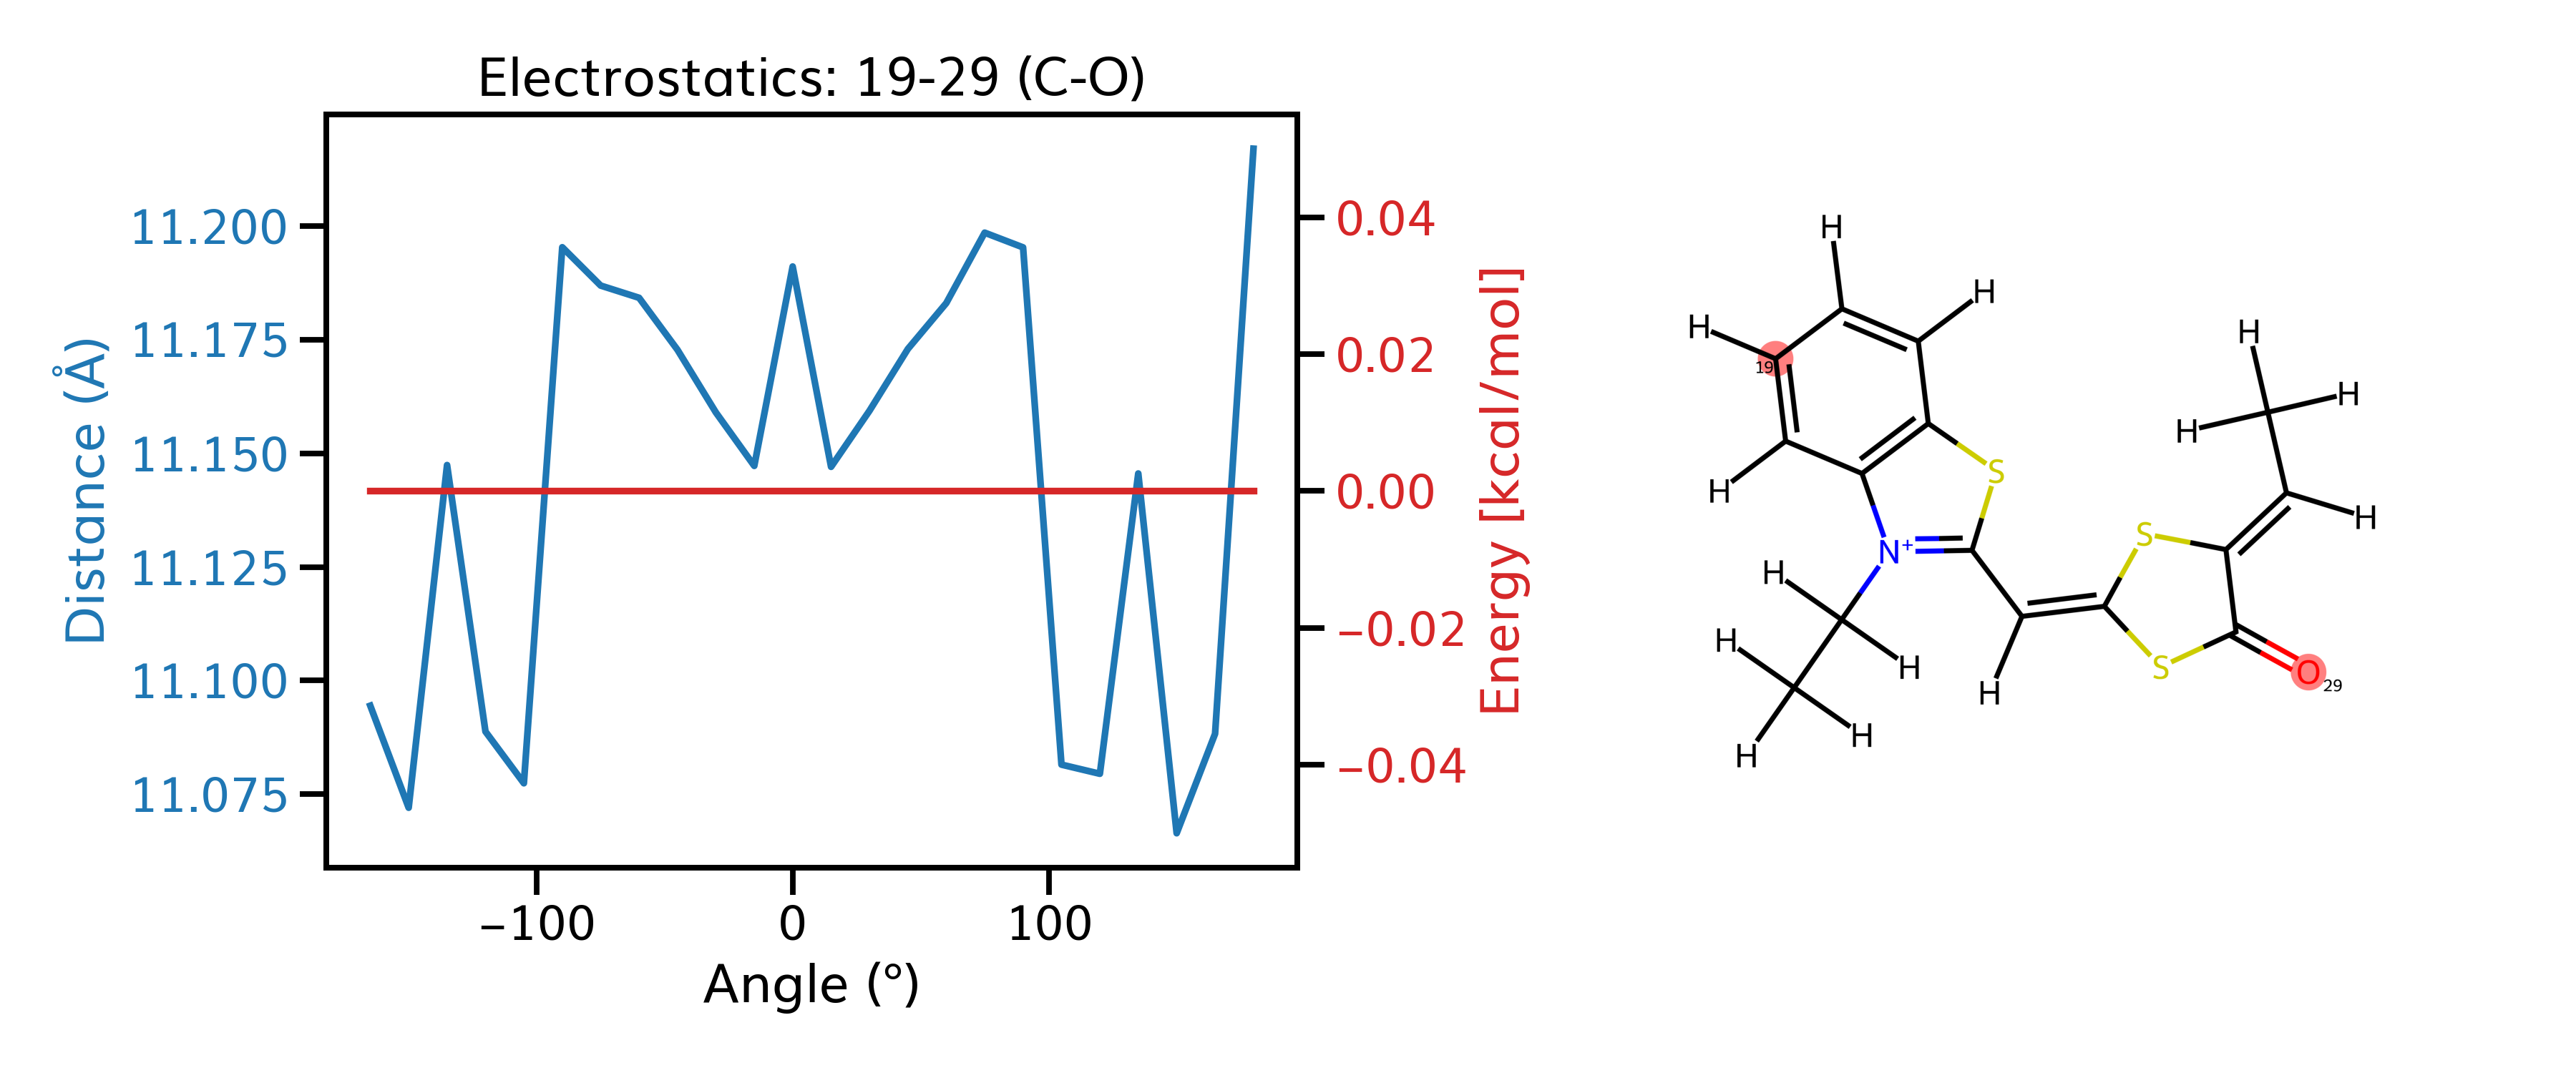 Electrostatics: 19-29 (C-O)
Distance (Å)
11.200
11.175
11.150
11.125
11.100
11.075
0.04
0.02
0.00
−0.02
−0.04
Energy [kcal/mol]
−100
0
100
Angle (°)
H
H
H
H
H
H
19
H
H
S
S
H
N+
H
H
H
S
O 29
H
H
H